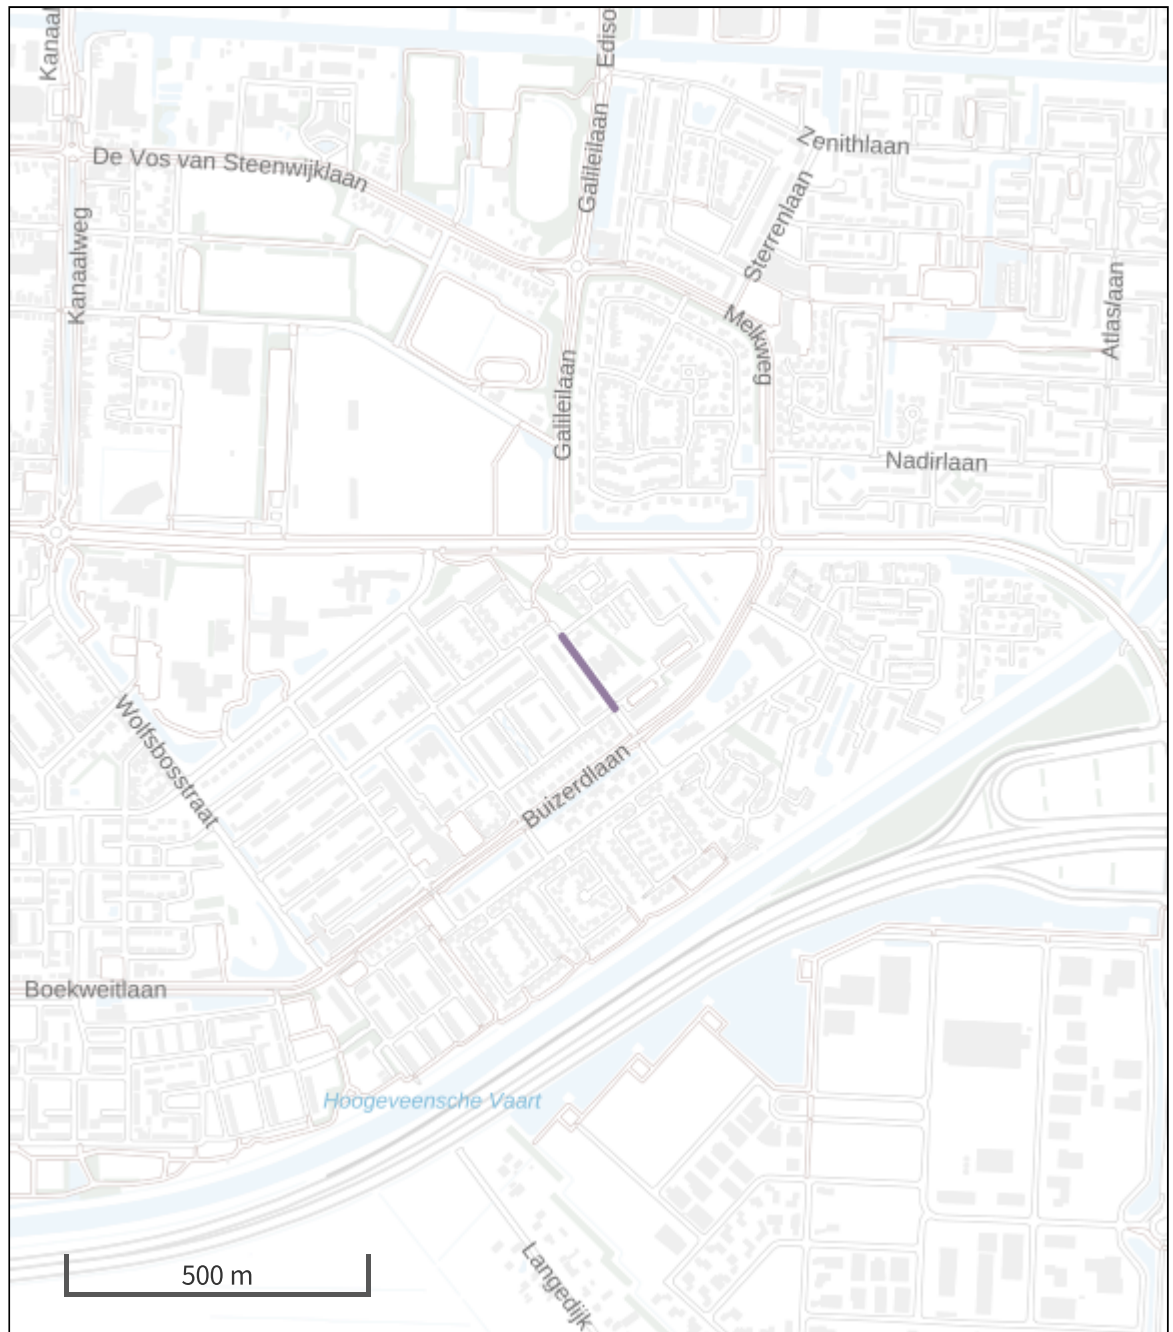 Kanaal
Ediso
Galileilaan
Zenithlaan
De Vos van Steenwijklaan
Sterrenlaan
Kanaalweg
Atlaslaan
Melkweg
Galileilaan
Nadirlaan
Wolfsbosstraat
Buizerdlaan
Boekweitlaan
Hoogeveensche Vaart
Langedijk
500 m